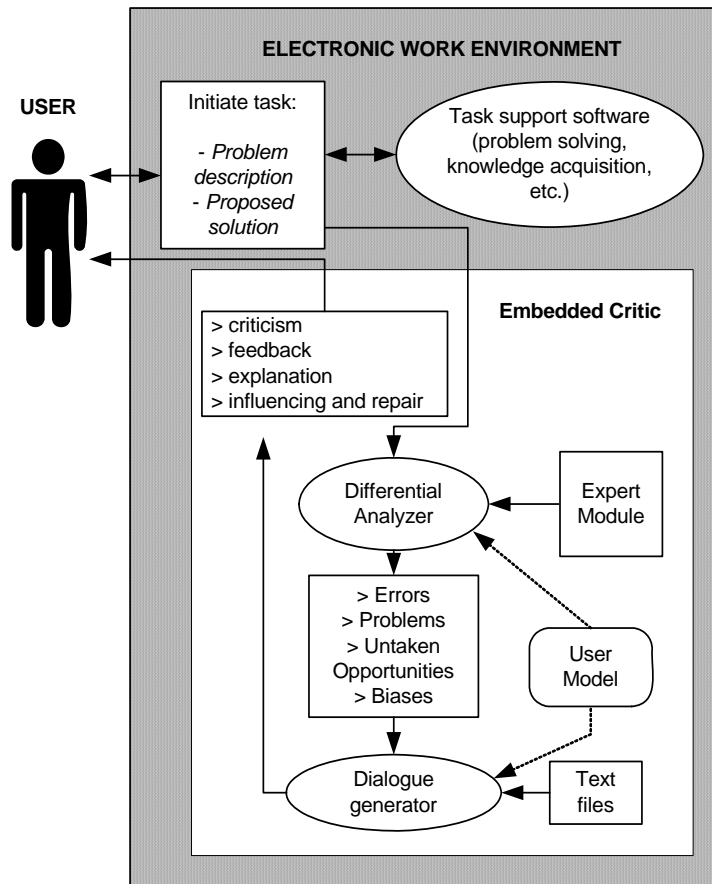 ELECTRONIC WORK ENVIRONMENT
USER
Initiate task:
- Problem
description
- Proposed
solution
Task support software
(problem solving,
knowledge acquisition,
etc.)
Embedded Critic
> criticism
> feedback
> explanation
> influencing and repair
Differential
Analyzer
Expert
Module
> Errors
> Problems
> Untaken
Opportunities
> Biases
User
Model
Dialogue
generator
Text
files